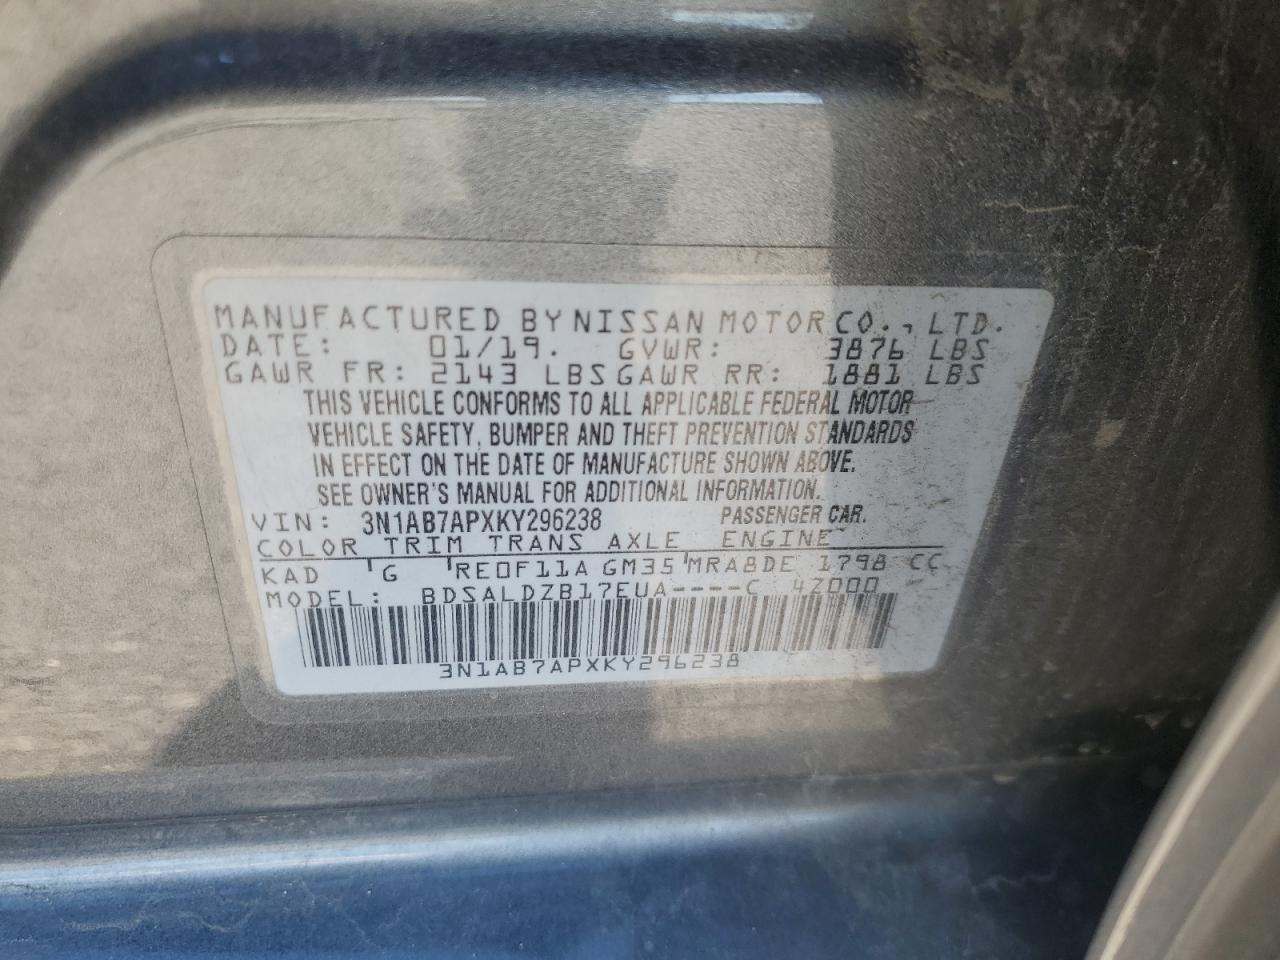 MANUFACTURED BY NISSAN MOTOR CO., LTD.
DATE: 01/19. GVWR: 3876 LBS
GAWR FR: 2143 LBS GAWR RR: 1881 LBS
THIS VEHICLE CONFORMS TO ALL APPLICABLE FEDERAL MOTOR
VEHICLE SAFETY, BUMPER AND THEFT PREVENTION STANDARDS
IN EFFECT ON THE DATE OF MANUFACTURE SHOWN ABOVE.
SEE OWNER'S MANUAL FOR ADDITIONAL INFORMATION.
VIN: 3N1AB7APXKY296238 PASSENGER CAR.
COLOR TRIM TRANS AXLE ENGINE
KAD G RE0F11A GM35 MRA8DE 1798 CC
MODEL: BDSALDZB17EUA----C 4Z000
3N1AB7APXKY296238